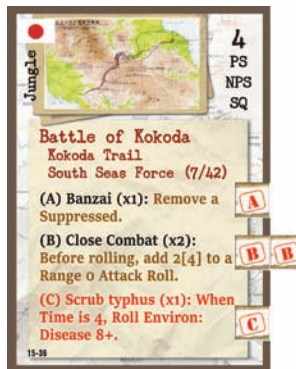 Jungle
4
PS
NPS
SQ
Battle of Kokoda
Kokoda Trail
South Seas Force (7/42)
(A) Banzai (x1): Remove a
Suppressed.
A
(B) Close Combat (x2):
Before rolling, add 2[4] to a
Range 0 Attack Roll.
B B
(C) Scrub typhus (x1): When
Time is 4, Roll Environ:
Disease 8+.
C
15-36